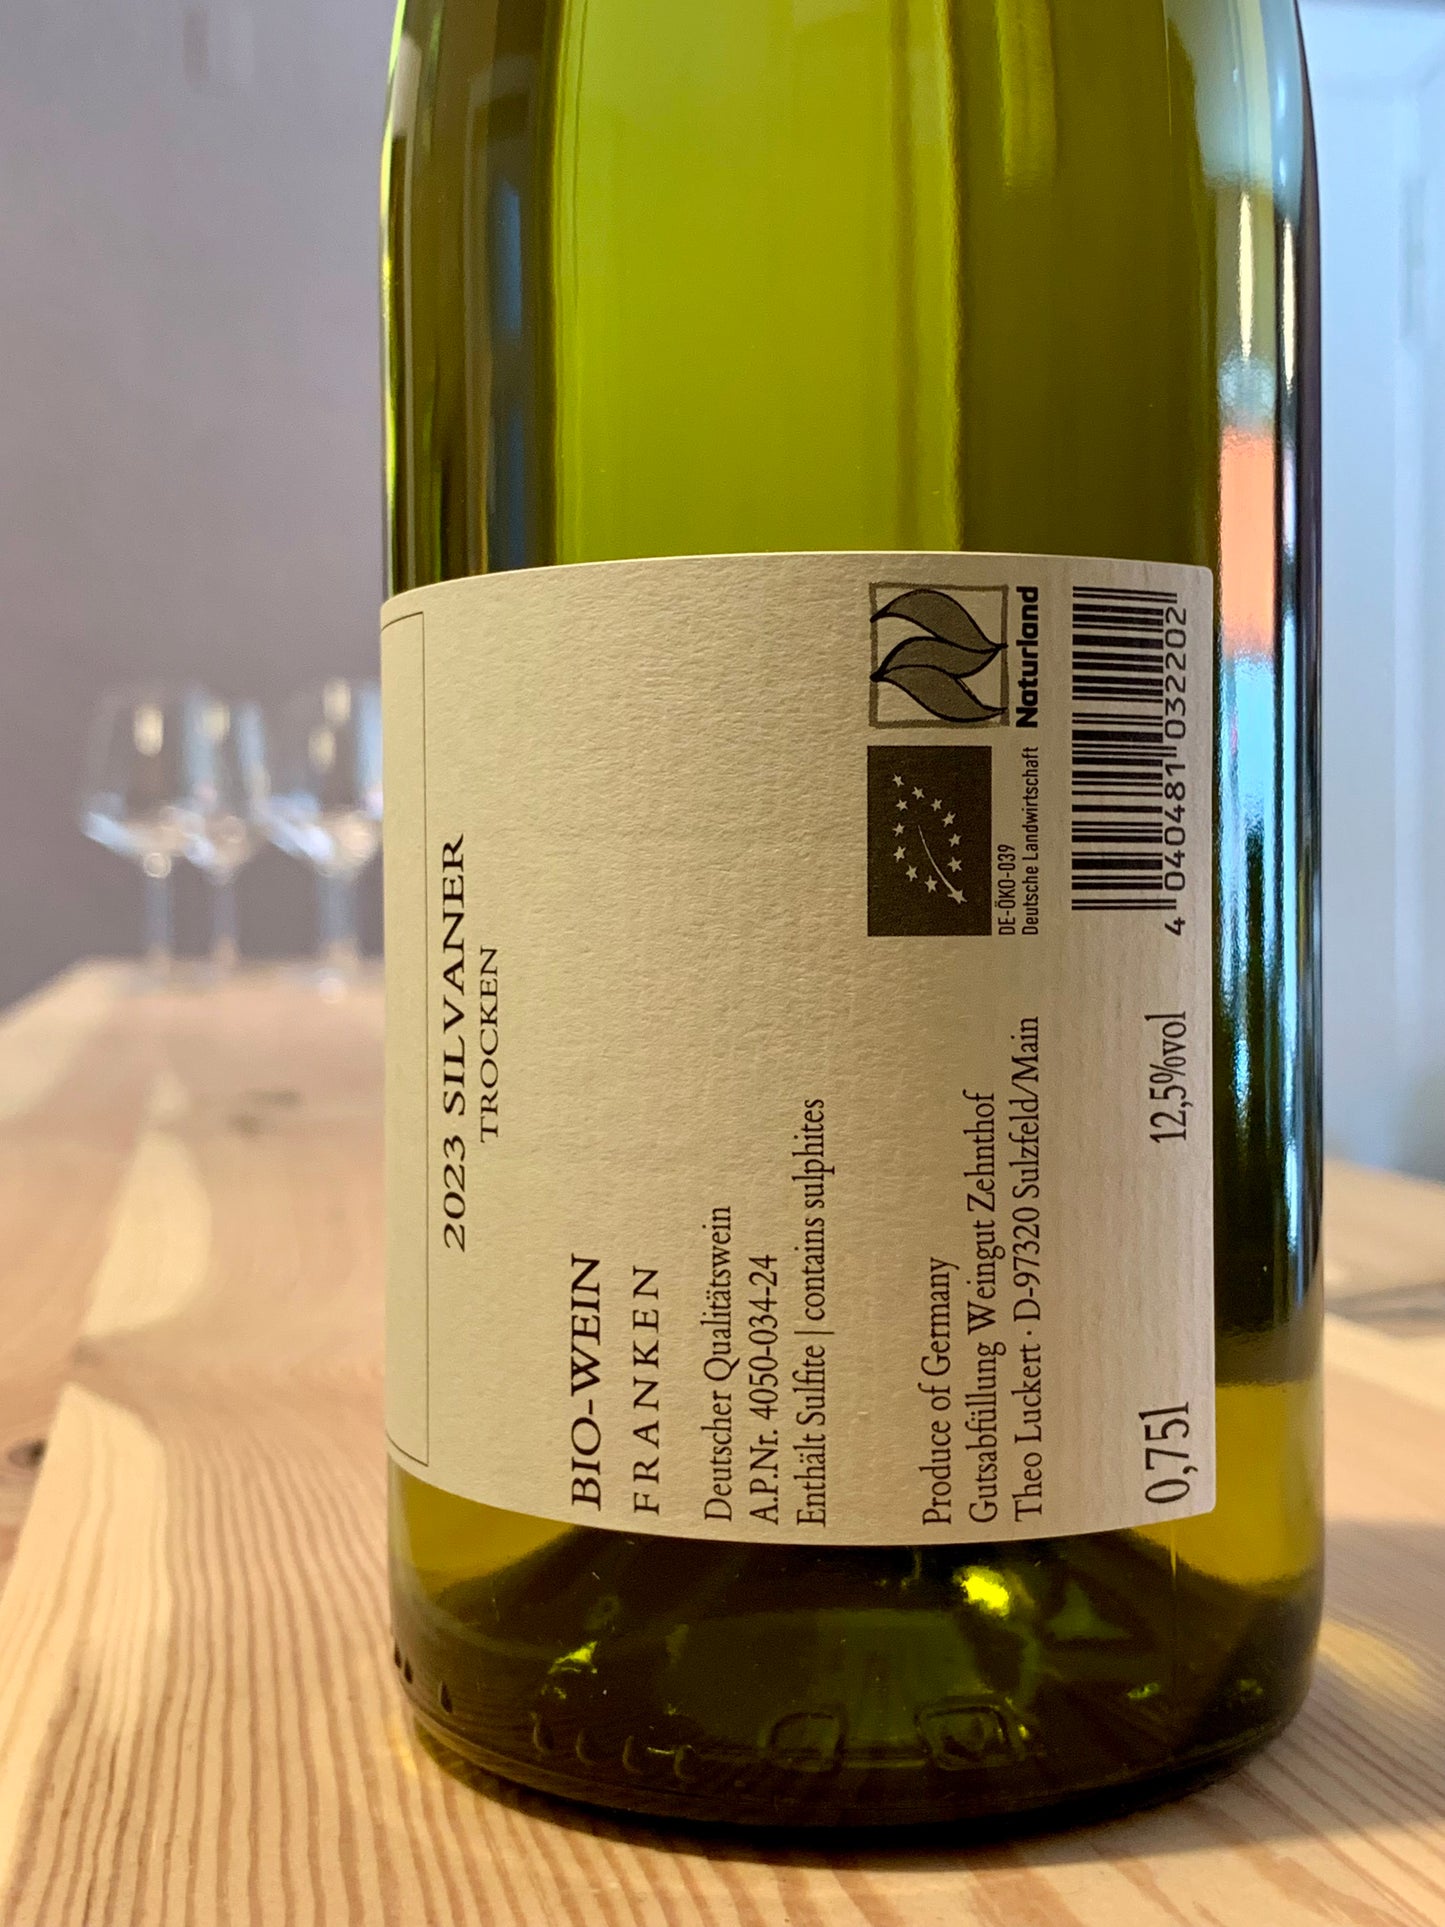 2023 SILVANER
TROCKEN
BIO-WEIN
FRANKEN
Deutscher Qualitätswein
A.P.Nr. 4050-034-24
Enthält Sulfite | contains sulphites
Produce of Germany
Gutsabfüllung Weingut Zehnthof
Theo Luckert · D-97320 Sulzfeld/Main
0,75l 12,5%vol
DE-ÖKO-039
Deutsche Landwirtschaft
Naturland
4 040481 032202